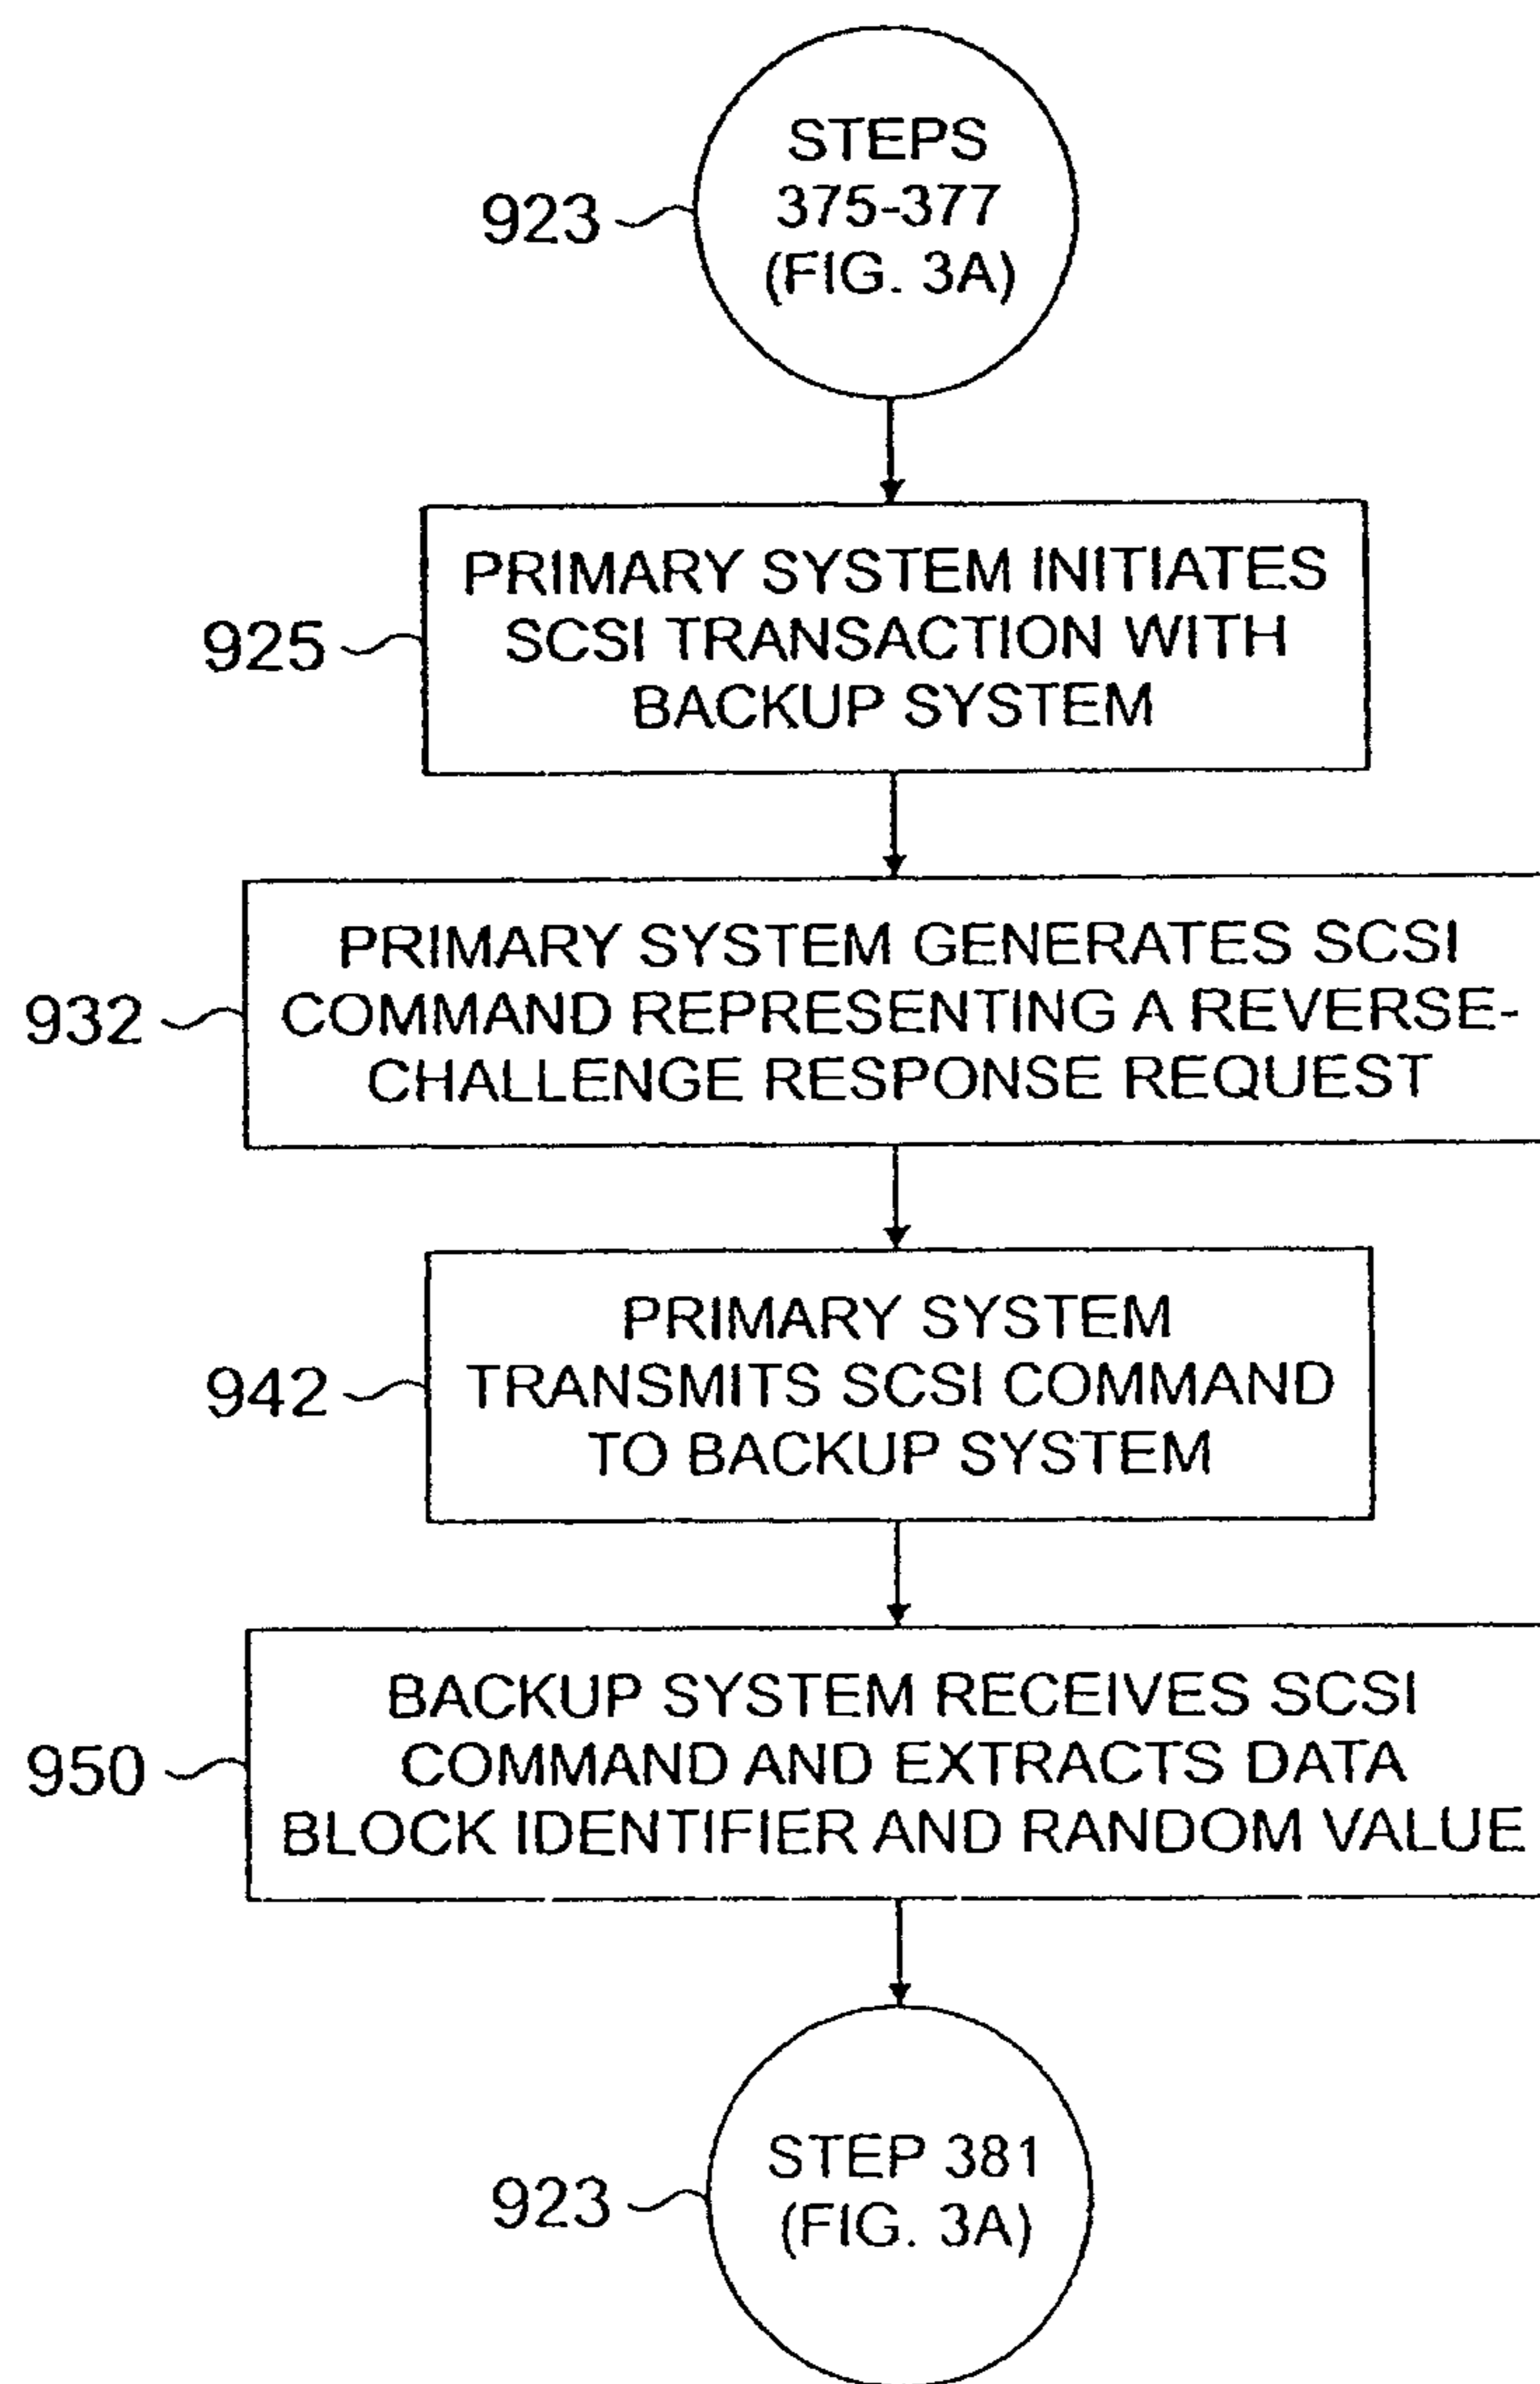 STEPS
375-377
(FIG. 3A)
923
PRIMARY SYSTEM INITIATES
SCSI TRANSACTION WITH
BACKUP SYSTEM
925
PRIMARY SYSTEM GENERATES SCSI
COMMAND REPRESENTING A REVERSE-
CHALLENGE RESPONSE REQUEST
932
PRIMARY SYSTEM
TRANSMITS SCSI COMMAND
TO BACKUP SYSTEM
942
BACKUP SYSTEM RECEIVES SCSI
COMMAND AND EXTRACTS DATA
BLOCK IDENTIFIER AND RANDOM VALUE
950
STEP 381
(FIG. 3A)
923